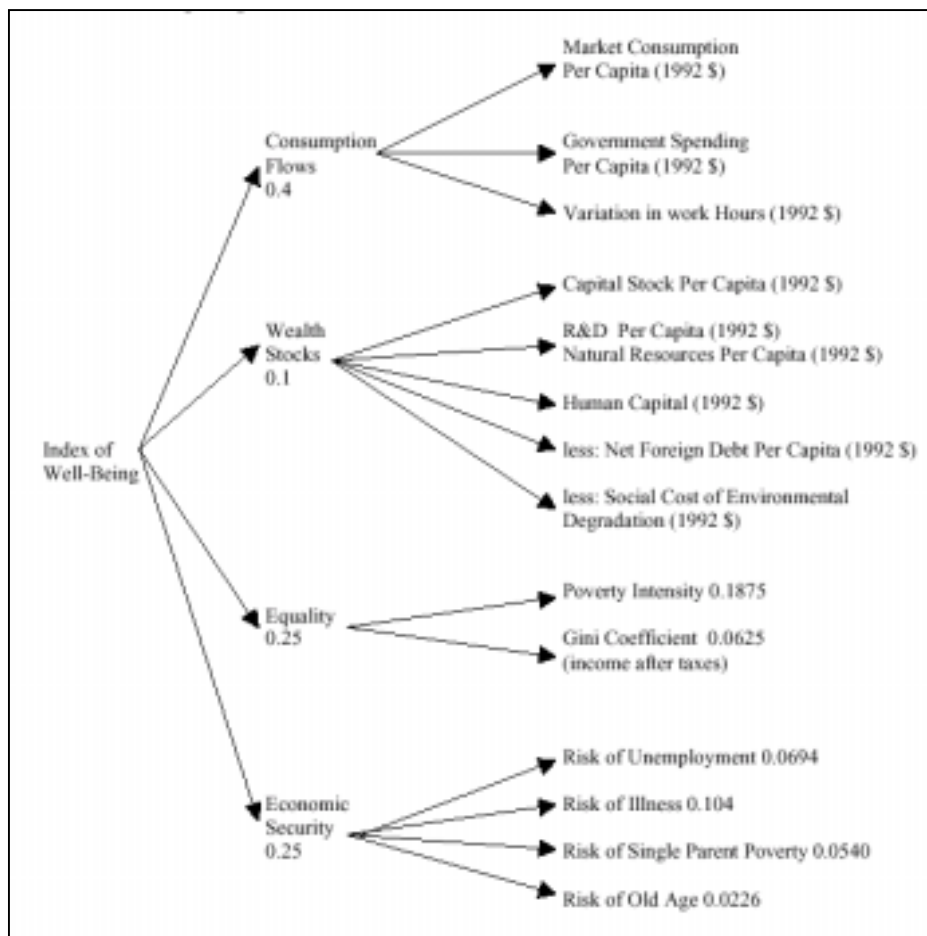 Index of
Well-Being
Consumption
Flows
0.4
Market Consumption
Per Capita (1992 $)
Government Spending
Per Capita (1992 $)
Variation in work Hours (1992 $)
Wealth
Stocks
0.1
Capital Stock Per Capita (1992 $)
R&D Per Capita (1992 $)
Natural Resources Per Capita (1992 $)
Human Capital (1992 $)
less: Net Foreign Debt Per Capita (1992 $)
less: Social Cost of Environmental
Degradation (1992 $)
Equality
0.25
Poverty Intensity 0.1875
Gini Coefficient 0.0625
(income after taxes)
Economic
Security
0.25
Risk of Unemployment 0.0694
Risk of Illness 0.104
Risk of Single Parent Poverty 0.0540
Risk of Old Age 0.0226